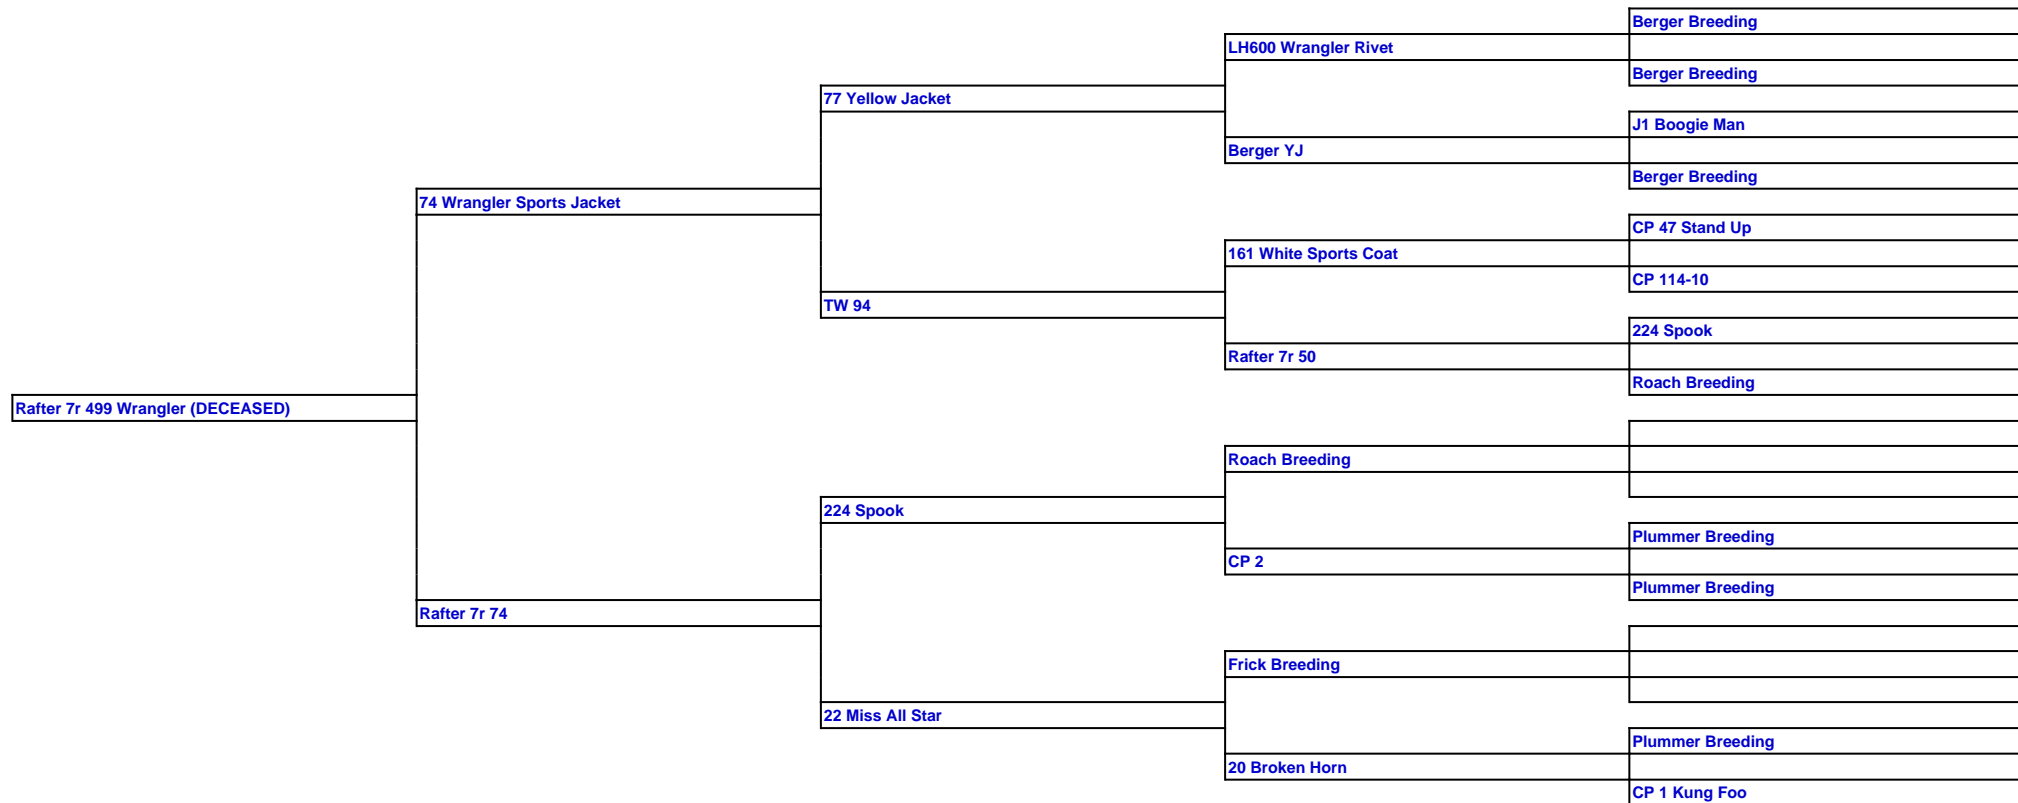 Berger Breeding
LH600 Wrangler Rivet
Berger Breeding
77 Yellow Jacket
J1 Boogie Man
Berger YJ
Berger Breeding
74 Wrangler Sports Jacket
CP 47 Stand Up
161 White Sports Coat
CP 114-10
TW 94
224 Spook
Rafter 7r 50
Roach Breeding
Rafter 7r 499 Wrangler (DECEASED)
Roach Breeding
224 Spook
Plummer Breeding
CP 2
Plummer Breeding
Rafter 7r 74
Frick Breeding
22 Miss All Star
Plummer Breeding
20 Broken Horn
CP 1 Kung Foo